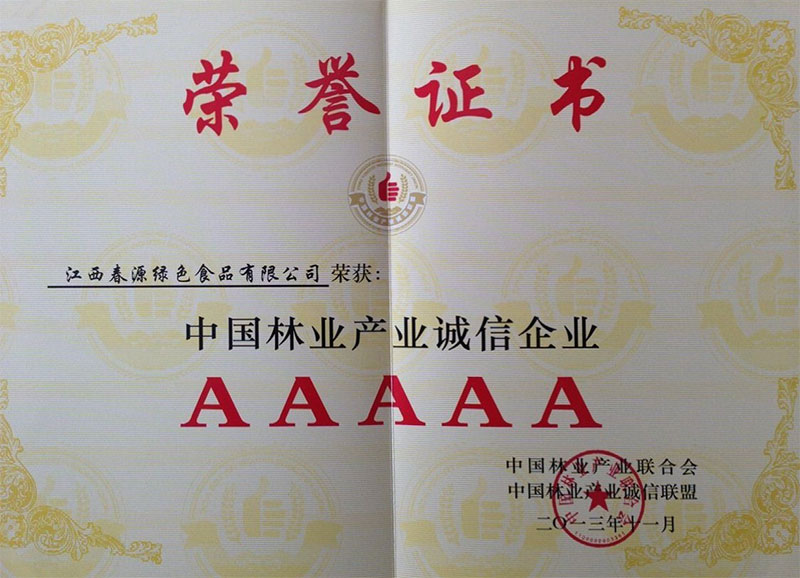 荣誉证书
江西春源绿色食品有限公司 荣获：
中国林业产业诚信企业
AAAAA
中国林业产业联合会
中国林业产业诚信联盟
二〇一三年十一月